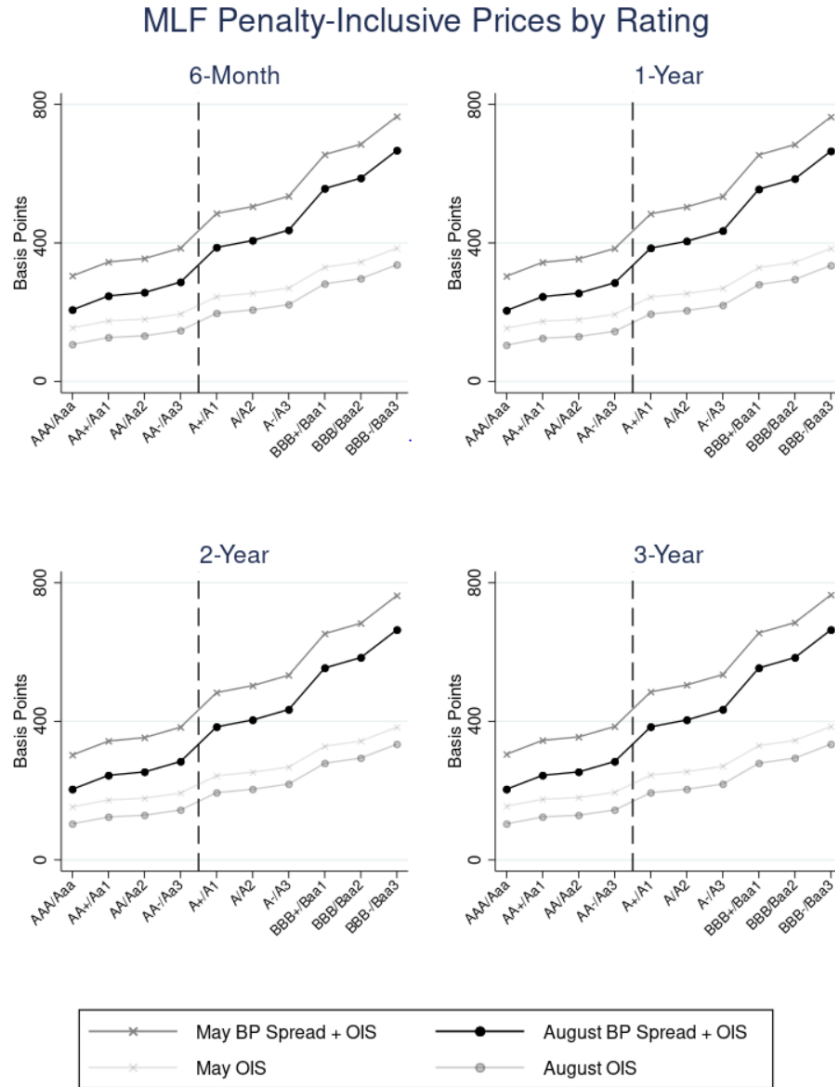 MLF Penalty-Inclusive Prices by Rating
6-Month
Basis Points
800
400
0
AAA/Aaa
AA+/Aa1
AA/Aa2
AA-/Aa3
A+/A1
A/A2
A-/A3
BBB+/Baa1
BBB/Baa2
BBB-/Baa3
1-Year
Basis Points
800
400
0
AAA/Aaa
AA+/Aa1
AA/Aa2
AA-/Aa3
A+/A1
A/A2
A-/A3
BBB+/Baa1
BBB/Baa2
BBB-/Baa3
2-Year
Basis Points
800
400
0
AAA/Aaa
AA+/Aa1
AA/Aa2
AA-/Aa3
A+/A1
A/A2
A-/A3
BBB+/Baa1
BBB/Baa2
BBB-/Baa3
3-Year
Basis Points
800
400
0
AAA/Aaa
AA+/Aa1
AA/Aa2
AA-/Aa3
A+/A1
A/A2
A-/A3
BBB+/Baa1
BBB/Baa2
BBB-/Baa3
May BP Spread + OIS
August BP Spread + OIS
May OIS
August OIS